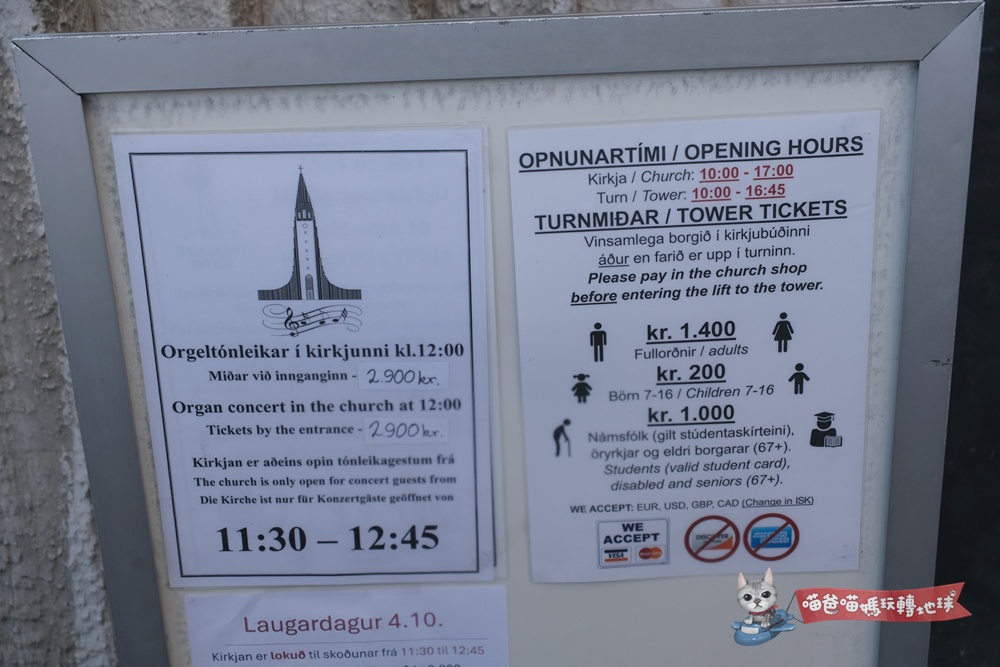 Orgeltónleikar í kirkjunni kl.12:00
Miðar við innganginn - 2.900 kr.
Organ concert in the church at 12:00
Tickets by the entrance - 2.900 kr.
Kirkjan er aðeins opin tónleikagestum frá
The church is only open for concert guests from
Die Kirche ist nur für Konzertgäste geöffnet von
11:30 – 12:45
Laugardagur 4.10.
Kirkjan er lokuð til skoðunar frá 11:30 til 12:45
OPNUNARTÍMI / OPENING HOURS
Kirkja / Church: 10:00 - 17:00
Turn / Tower: 10:00 - 16:45
TURNMIÐAR / TOWER TICKETS
Vinsamlega borgið í kirkjubúðinni
áður en farið er upp í turninn.
Please pay in the church shop
before entering the lift to the tower.
kr. 1.400
Fullorðnir / adults
kr. 200
Börn 7-16 / Children 7-16
kr. 1.000
Námsfólk (gilt stúdentaskírteini),
öryrkjar og eldri borgarar (67+).
Students (valid student card),
disabled and seniors (67+).
WE ACCEPT: EUR, USD, GBP, CAD (Change in ISK)
WE
ACCEPT
VISA
MasterCard
DISCOVER
AMERICAN EXPRESS
喵爸喵媽玩轉地球